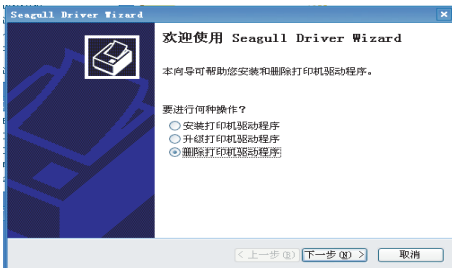 Seagull Driver Wizard
欢迎使用 Seagull Driver Wizard
本向导可帮助您安装和删除打印机驱动程序。
要进行何种操作？
安装打印机驱动程序
升级打印机驱动程序
删除打印机驱动程序
< 上一步(B) 下一步(N) > 取消